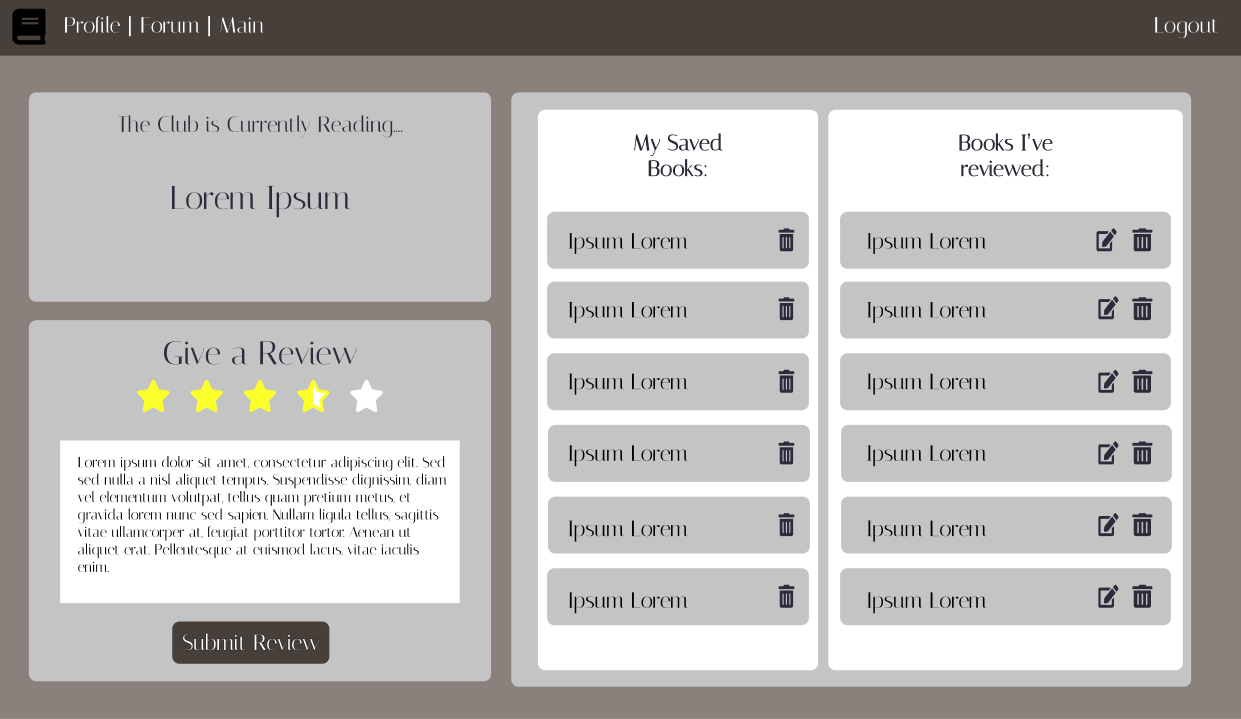 Profile | Forum | Main
Logout
The Club is Currently Reading....
Lorem Ipsum
Give a Review
Lorem ipsum dolor sit amet, consectetur adipiscing elit. Sed
sed nulla a nisl aliquet tempus. Suspendisse dignissim, diam
vel elementum volutpat, tellus quam pretium metus, et
gravida lorem nunc sed sapien. Nullam ligula tellus, sagittis
vitae ullamcorper at, feugiat porttitor tortor. Aenean ut
aliquet erat. Pellentesque at euismod lacus, vitae iaculis
enim.
Submit Review
My Saved
Books:
Ipsum Lorem
Ipsum Lorem
Ipsum Lorem
Ipsum Lorem
Ipsum Lorem
Ipsum Lorem
Books I've
reviewed:
Ipsum Lorem
Ipsum Lorem
Ipsum Lorem
Ipsum Lorem
Ipsum Lorem
Ipsum Lorem